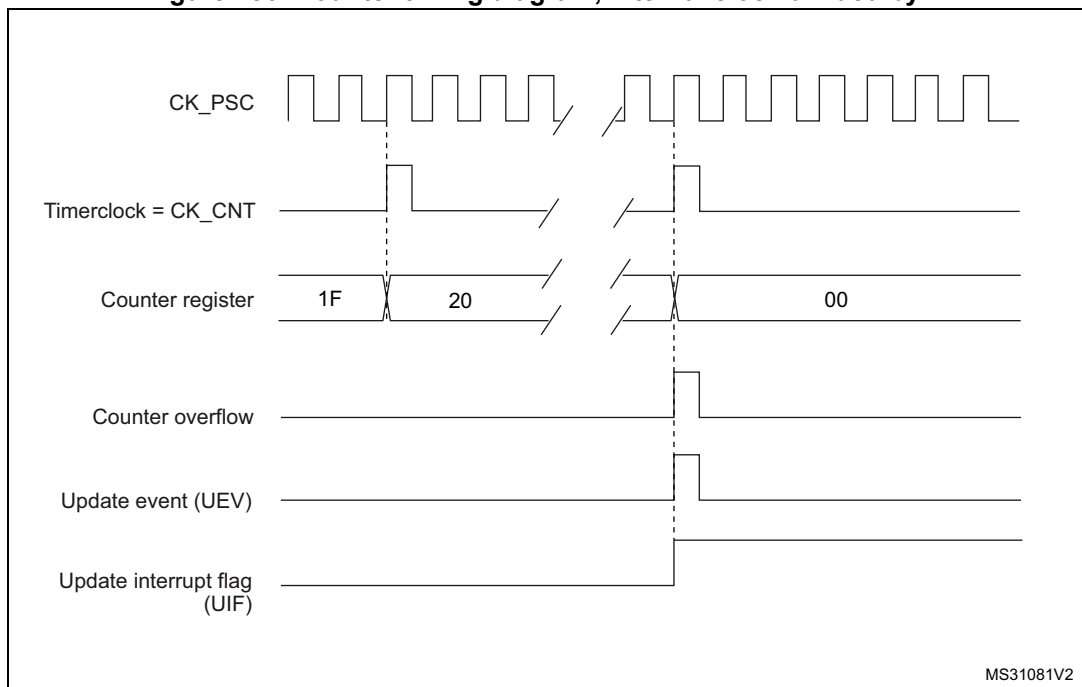 CK_PSC
Timerclock = CK_CNT
Counter register
1F
20
00
Counter overflow
Update event (UEV)
Update interrupt flag
(UIF)
MS31081V2